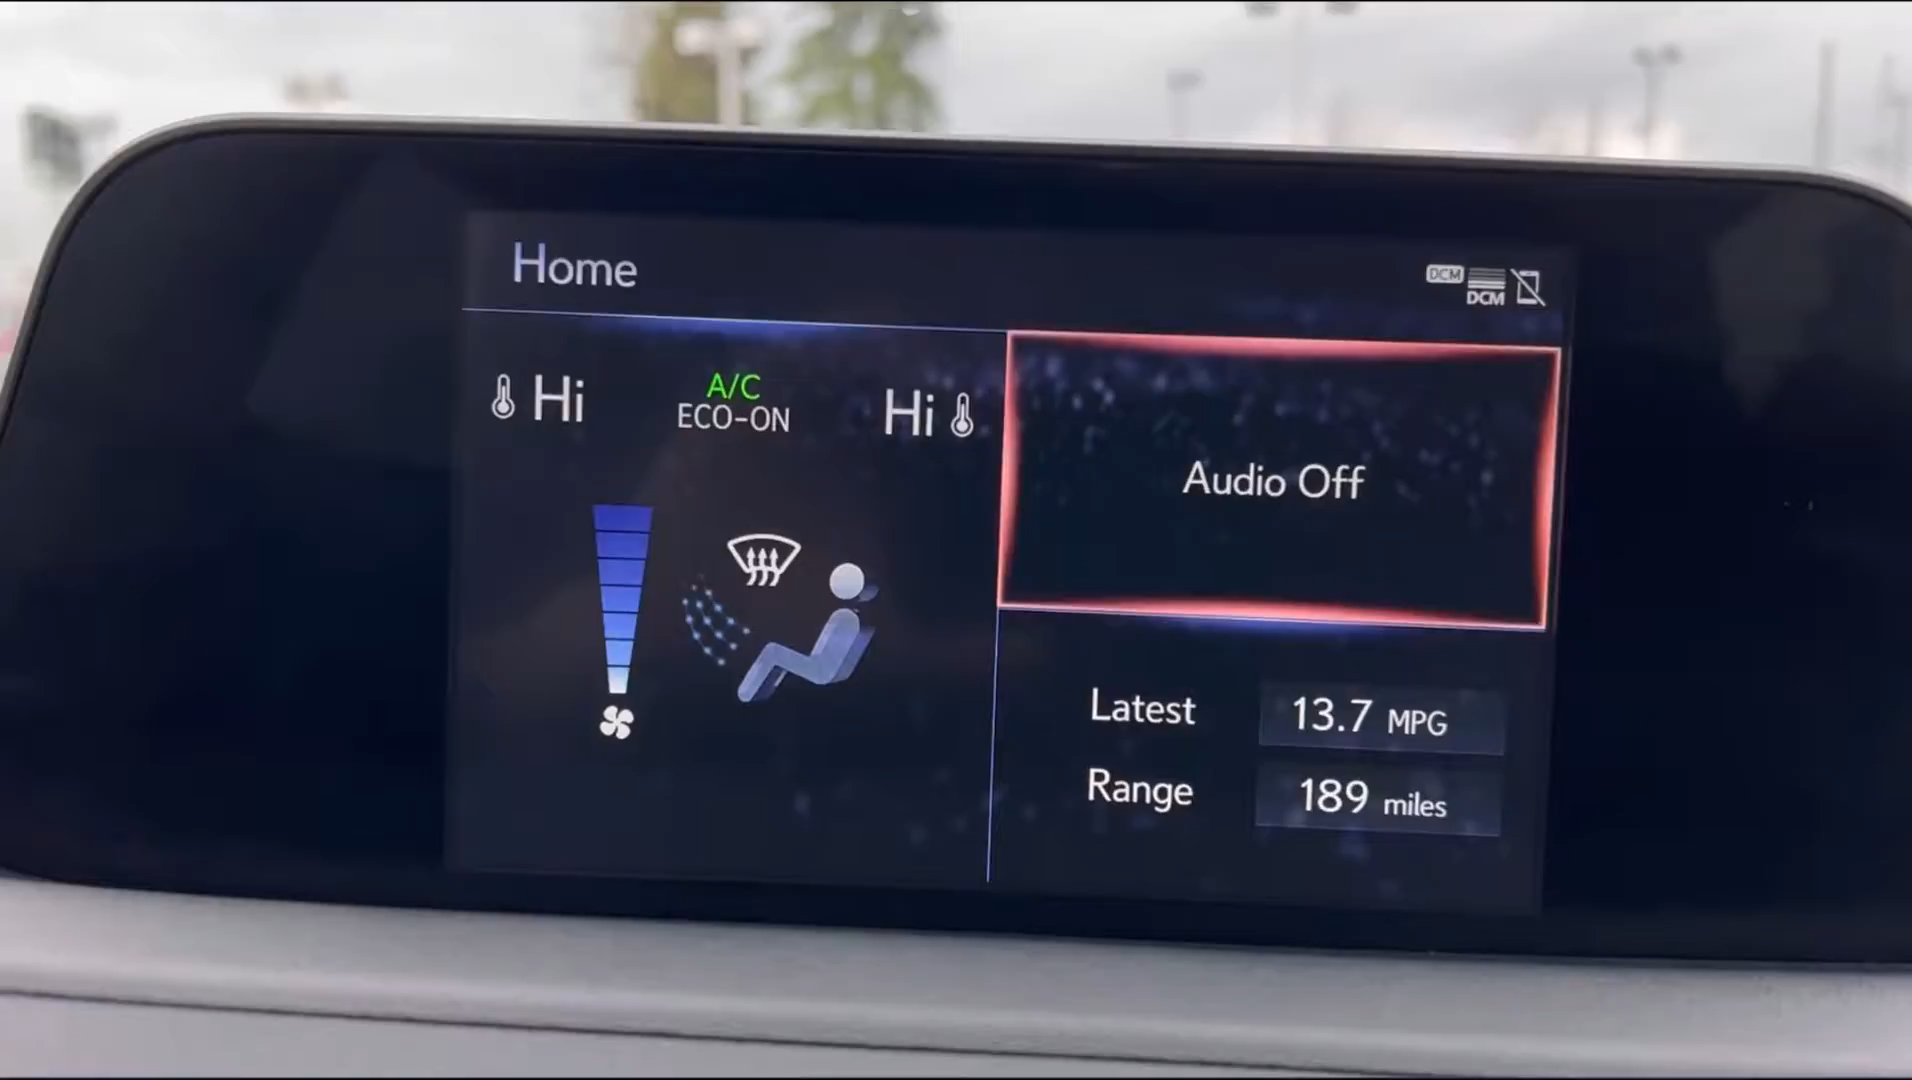 Home
DCM
DCM
Hi
A/C
ECO-ON
Hi
Audio Off
Latest 13.7 MPG
Range 189 miles